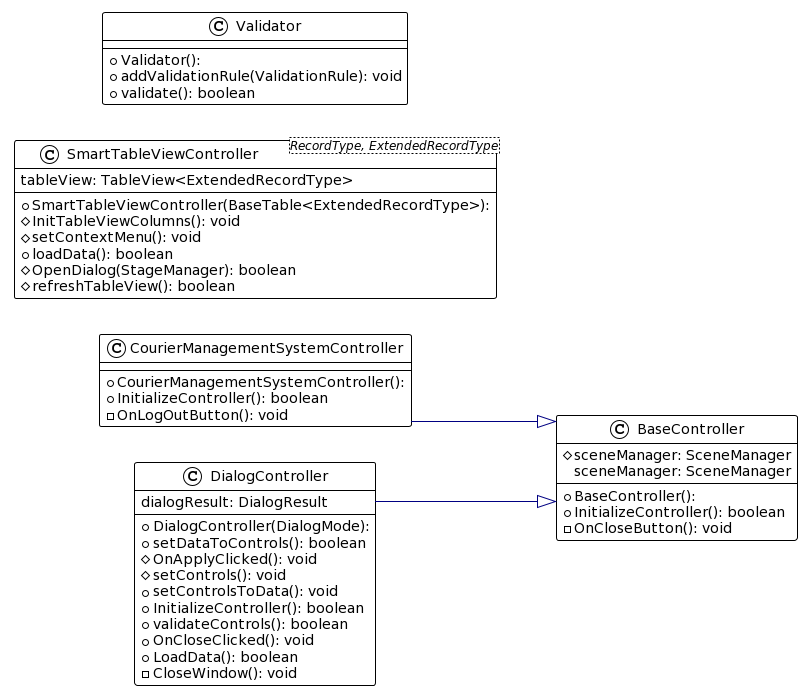 C Validator
Validator():
addValidationRule(ValidationRule): void
validate(): boolean
RecordType, ExtendedRecordType
C SmartTableViewController
tableView: TableView<ExtendedRecordType>
SmartTableViewController(BaseTable<ExtendedRecordType>):
InitTableViewColumns(): void
setContextMenu(): void
loadData(): boolean
OpenDialog(StageManager): boolean
refreshTableView(): boolean
C CourierManagementSystemController
CourierManagementSystemController():
InitializeController(): boolean
OnLogOutButton(): void
C BaseController
sceneManager: SceneManager
sceneManager: SceneManager
BaseController():
InitializeController(): boolean
OnCloseButton(): void
C DialogController
dialogResult: DialogResult
DialogController(DialogMode):
setDataToControls(): boolean
OnApplyClicked(): void
setControls(): void
setControlsToData(): void
InitializeController(): boolean
validateControls(): boolean
OnCloseClicked(): void
LoadData(): boolean
CloseWindow(): void